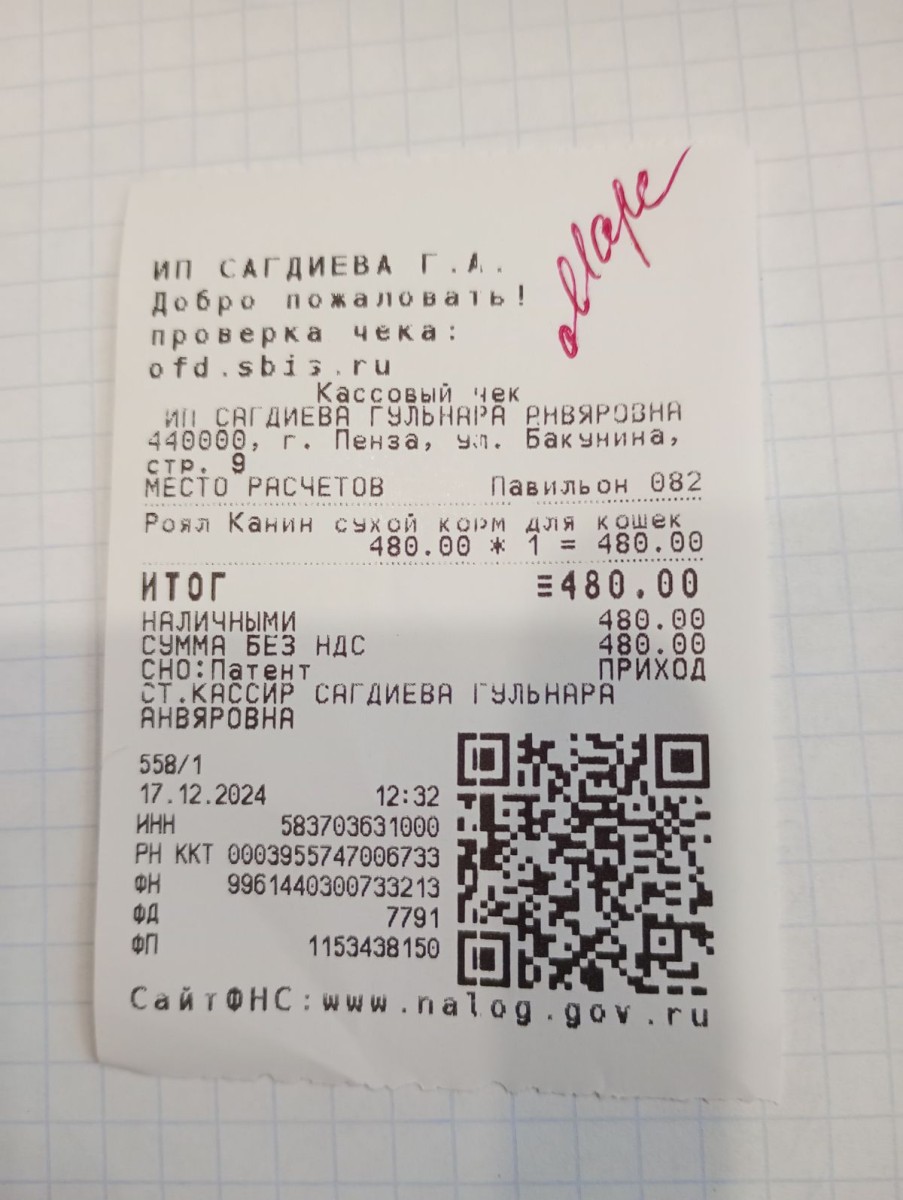 ИП САГДИЕВА Г.А.
Добро пожаловать!
проверка чека:
ofd.sbis.ru
Кассовый чек
ИП САГДИЕВА ГУЛЬНАРА АНВЯРОВНА
440000, г. Пенза, ул. Бакунина,
стр. 9
МЕСТО РАСЧЕТОВ Павильон 082
Роял Канин сухой корм для кошек
480.00 * 1 = 480.00
ИТОГ ≡480.00
НАЛИЧНЫМИ 480.00
СУММА БЕЗ НДС 480.00
СНО:Патент ПРИХОД
СТ.КАССИР САГДИЕВА ГУЛЬНАРА
АНВЯРОВНА
558/1
17.12.2024 12:32
ИНН 583703631000
РН ККТ 0003955747006733
ФН 9961440300733213
ФД 7791
ФП 1153438150
СайтФНС:www.nalog.gov.ru